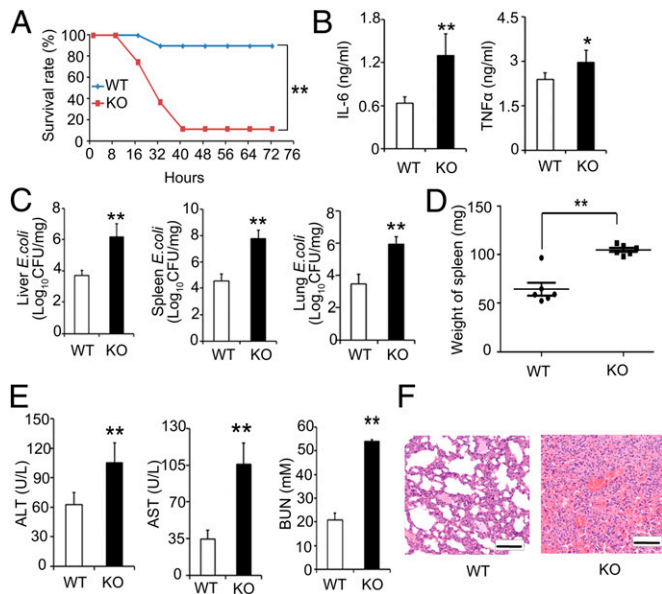 A
Survival rate (%)
100
80
60
40
20
0
WT
KO
**
0 8 16 24 32 40 48 56 64 72 76
Hours
B
IL-6 (ng/ml)
1.8
1.2
0.6
0
**
WT KO
TNFα (ng/ml)
4.5
3
1.5
0
*
WT KO
C
Liver E.coli
(Log10CFU/mg)
8
6
4
2
0
**
WT KO
Spleen E.coli
(Log10CFU/mg)
10
8
6
4
2
0
**
WT KO
Lung E.coli
(Log10CFU/mg)
10
8
6
4
2
0
**
WT KO
D
Weight of spleen (mg)
150
100
50
0
**
WT KO
E
ALT (U/L)
150
120
90
60
30
0
**
WT KO
AST (U/L)
140
105
70
35
0
**
WT KO
BUN (mM)
60
50
40
30
20
10
0
**
WT KO
F
WT KO